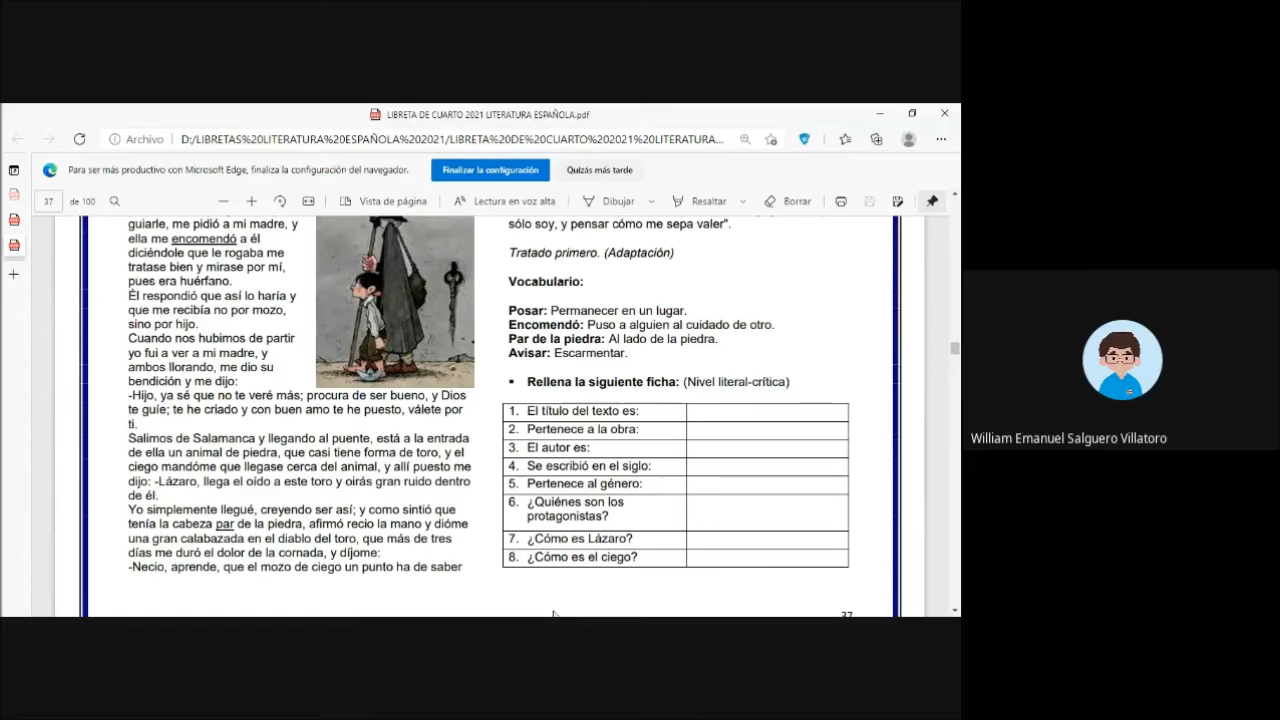 LIBRETA DE CUARTO 2021 LITERATURA ESPAÑOLA.pdf
Archivo D:/LIBRETAS%20LITERATURA%20ESPAÑOLA%202021/LIBRETA%20DE%20CUARTO%202021%20LITERATURA...
Para ser más productivo con Microsoft Edge, finaliza la configuración del navegador. Finalizar la configuración Quizás más tarde
37 de 100 Vista de página Lectura en voz alta Dibujar Resaltar Borrar
guiarle, me pidió a mi madre, y
ella me encomendó a él
diciéndole que le rogaba me
tratase bien y mirase por mí,
pues era huérfano.
Él respondió que así lo haría y
que me recibía no por mozo,
sino por hijo.
Cuando nos hubimos de partir
yo fui a ver a mi madre, y
ambos llorando, me dio su
bendición y me dijo:
-Hijo, ya sé que no te veré más; procura de ser bueno, y Dios
te guíe; te he criado y con buen amo te he puesto, válete por
ti.
Salimos de Salamanca y llegando al puente, está a la entrada
de ella un animal de piedra, que casi tiene forma de toro, y el
ciego mandóme que llegase cerca del animal, y allí puesto me
dijo: -Lázaro, llega el oído a este toro y oirás gran ruido dentro
de él.
Yo simplemente llegué, creyendo ser así; y como sintió que
tenía la cabeza par de la piedra, afirmó recio la mano y dióme
una gran calabazada en el diablo del toro, que más de tres
días me duró el dolor de la cornada, y díjome:
-Necio, aprende, que el mozo de ciego un punto ha de saber
sólo soy, y pensar cómo me sepa valer".
Tratado primero. (Adaptación)
Vocabulario:
Posar: Permanecer en un lugar.
Encomendó: Puso a alguien al cuidado de otro.
Par de la piedra: Al lado de la piedra.
Avisar: Escarmentar.
▪ Rellena la siguiente ficha: (Nivel literal-crítica)
1. El título del texto es:
2. Pertenece a la obra:
3. El autor es:
4. Se escribió en el siglo:
5. Pertenece al género:
6. ¿Quiénes son los
protagonistas?
7. ¿Cómo es Lázaro?
8. ¿Cómo es el ciego?
37
William Emanuel Salguero Villatoro